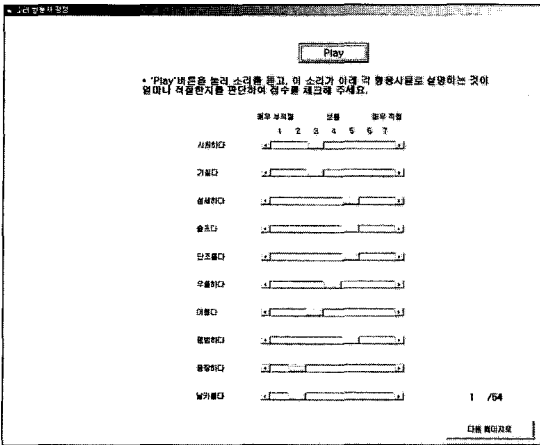 Play
• 'Play'버튼을 눌러 소리를 듣고, 이 소리가 아래 각 형용사들로 설명하는 것이
얼마나 적절한지를 판단하여 점수를 체크해 주세요.
매우 부적절 보통 매우 적절
1 2 3 4 5 6 7
시원하다
거칠다
섬세하다
슬프다
단조롭다
우울하다
어둡다
평범하다
웅장하다
날카롭다
1 /64
다음 페이지로